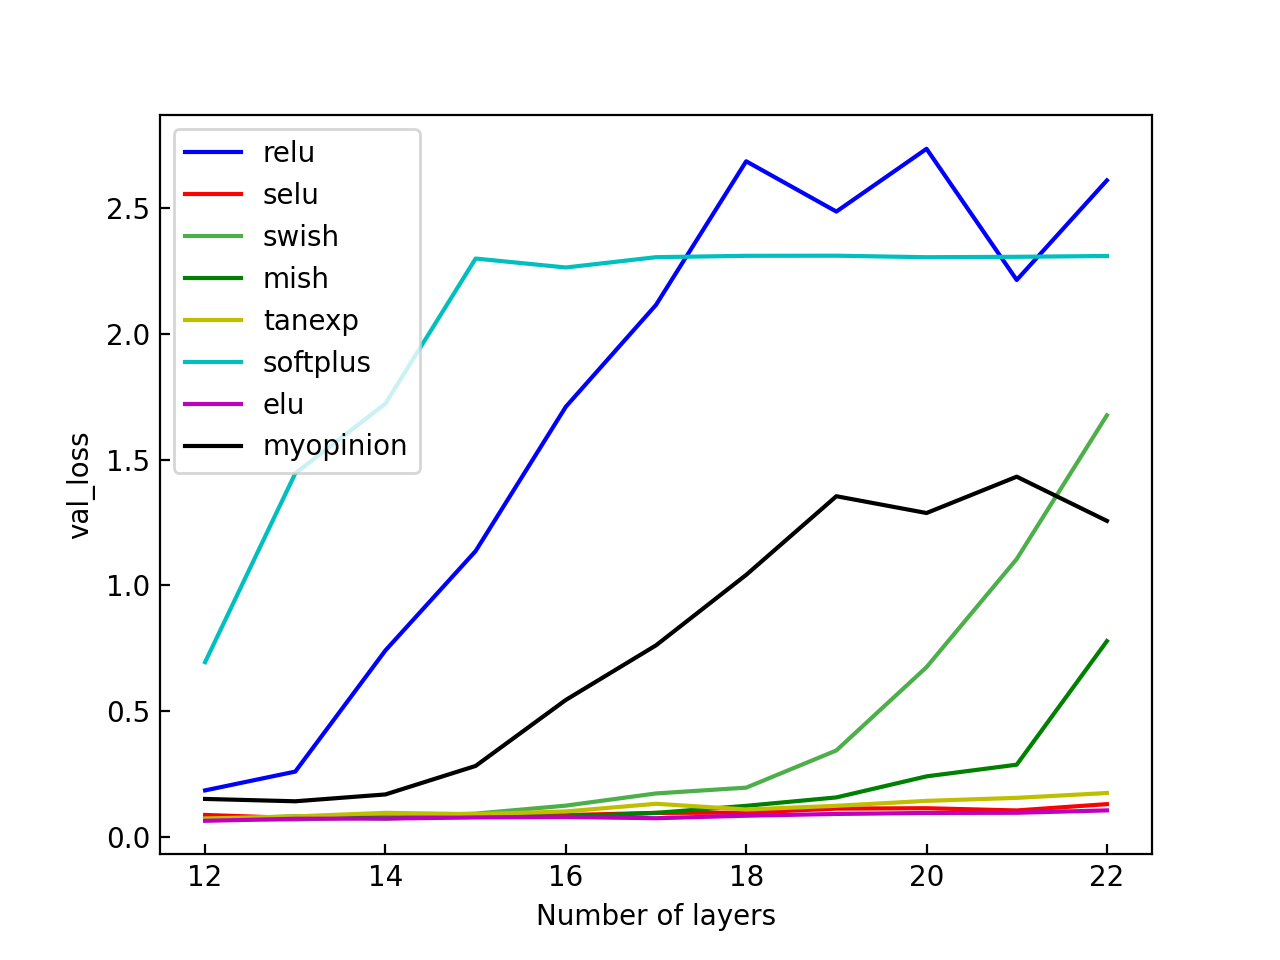 relu
selu
swish
mish
tanexp
softplus
elu
myopinion
2.5
2.0
1.5
1.0
0.5
0.0
val_loss
12 14 16 18 20 22
Number of layers